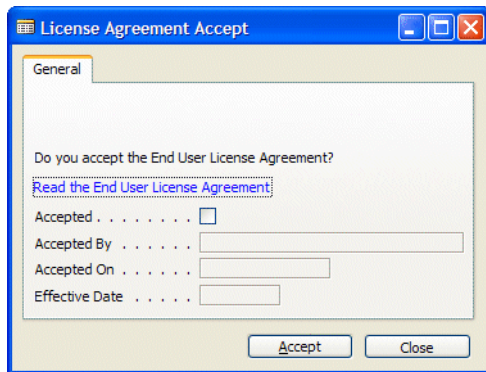 License Agreement Accept
General
Do you accept the End User License Agreement?
Read the End User License Agreement
Accepted . . . . . . . .
Accepted By . . . . . .
Accepted On . . . . . .
Effective Date . . . . .
Accept Close